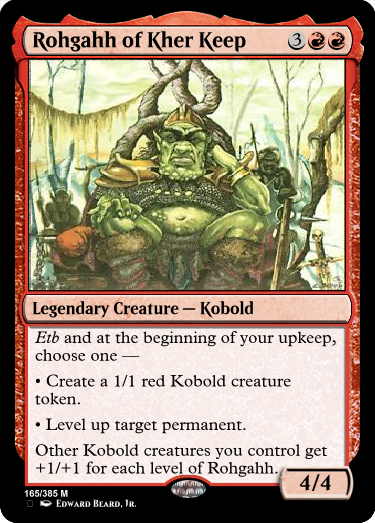 Rohgahh of Kher Keep 3
Legendary Creature — Kobold
Etb and at the beginning of your upkeep,
choose one —
• Create a 1/1 red Kobold creature
token.
• Level up target permanent.
Other Kobold creatures you control get
+1/+1 for each level of Rohgahh.
4/4
165/385 M
EDWARD BEARD, JR.